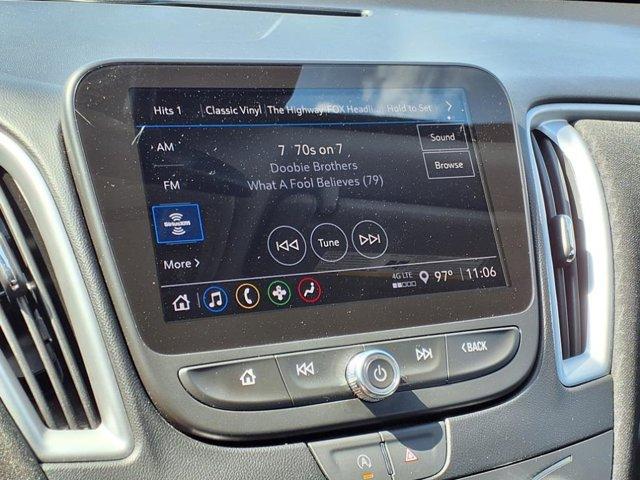 Hits 1 Classic Vinyl The Highway FOX Headli... Hold to Set
AM
7 70s on 7
Sound
Doobie Brothers
Browse
FM
What A Fool Believes (79)
SiriusXM
Tune
More
4G LTE
97° 11:06
BACK
A